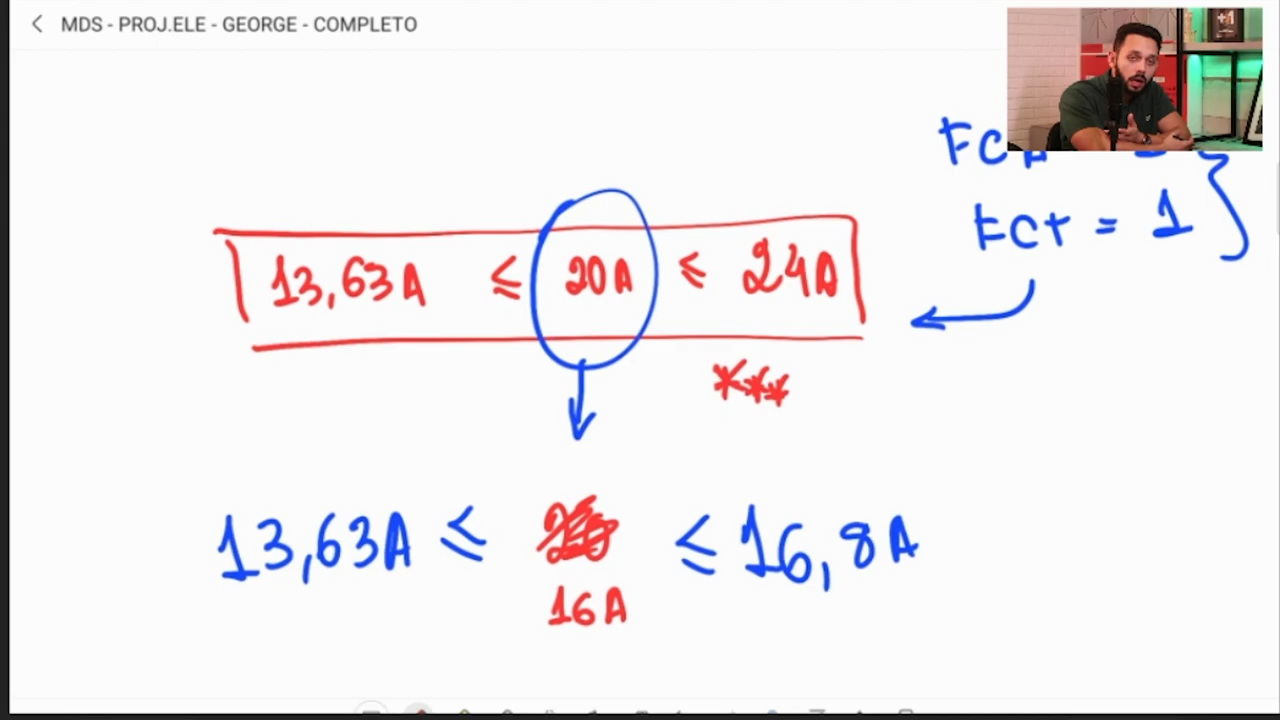 MDS - PROJ.ELE - GEORGE - COMPLETO
FCT = 1
13,63A ≤ 20A ≤ 24A
***
13,63A ≤ ≤ 16,8A
16A